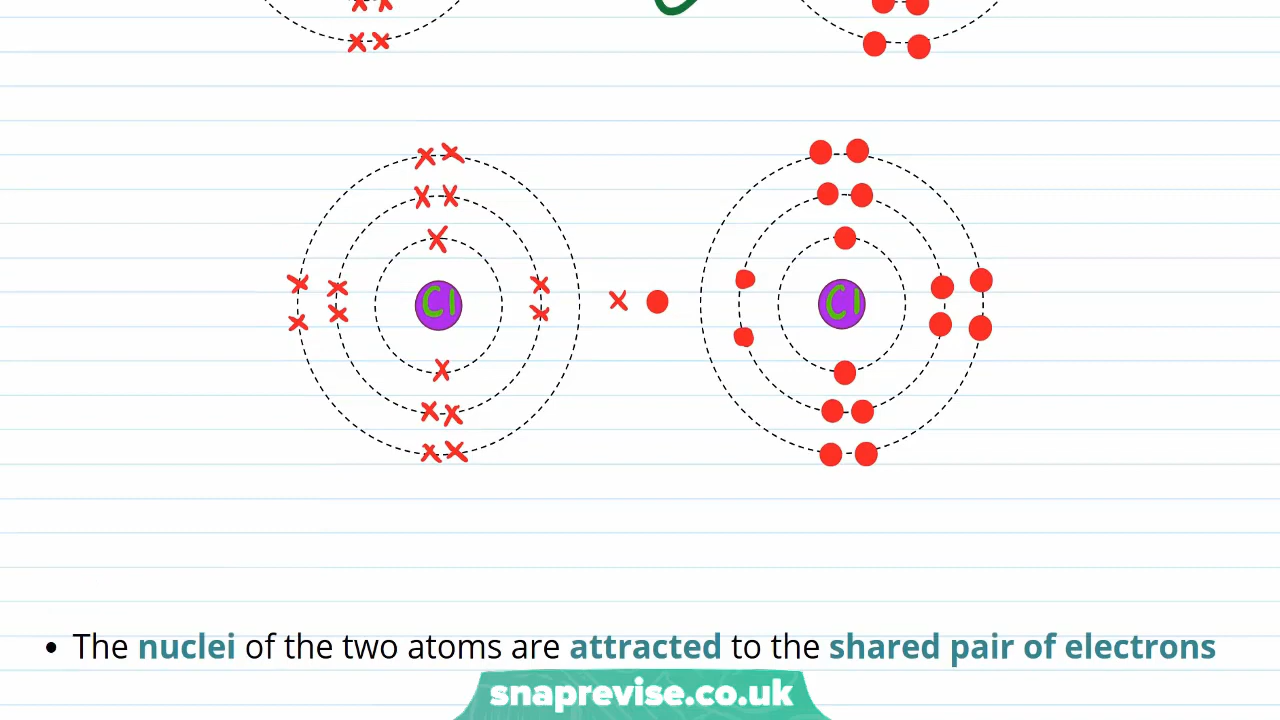 Cl
Cl
• The nuclei of the two atoms are attracted to the shared pair of electrons
snaprevise.co.uk